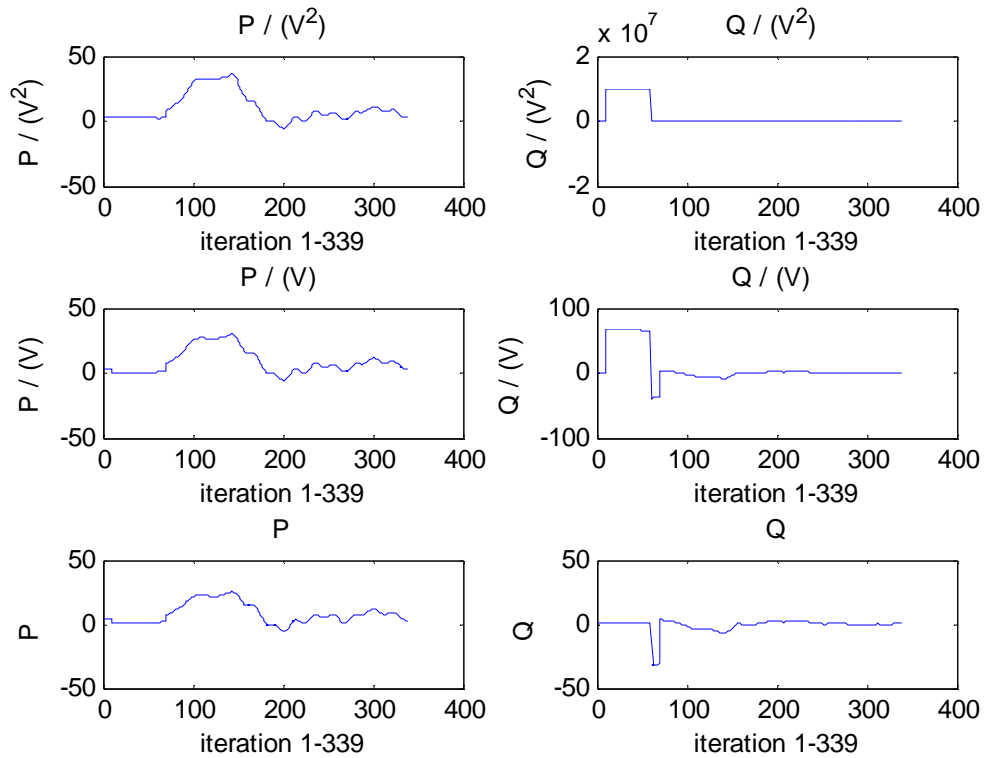 P / (V²)
50
0
-50
P / (V²)
0 100 200 300 400
iteration 1-339
x 10⁷
Q / (V²)
2
0
-2
Q / (V²)
0 100 200 300 400
iteration 1-339
P / (V)
50
0
-50
P / (V)
0 100 200 300 400
iteration 1-339
Q / (V)
100
0
-100
Q / (V)
0 100 200 300 400
iteration 1-339
P
50
0
-50
P
0 100 200 300 400
iteration 1-339
Q
50
0
-50
Q
0 100 200 300 400
iteration 1-339